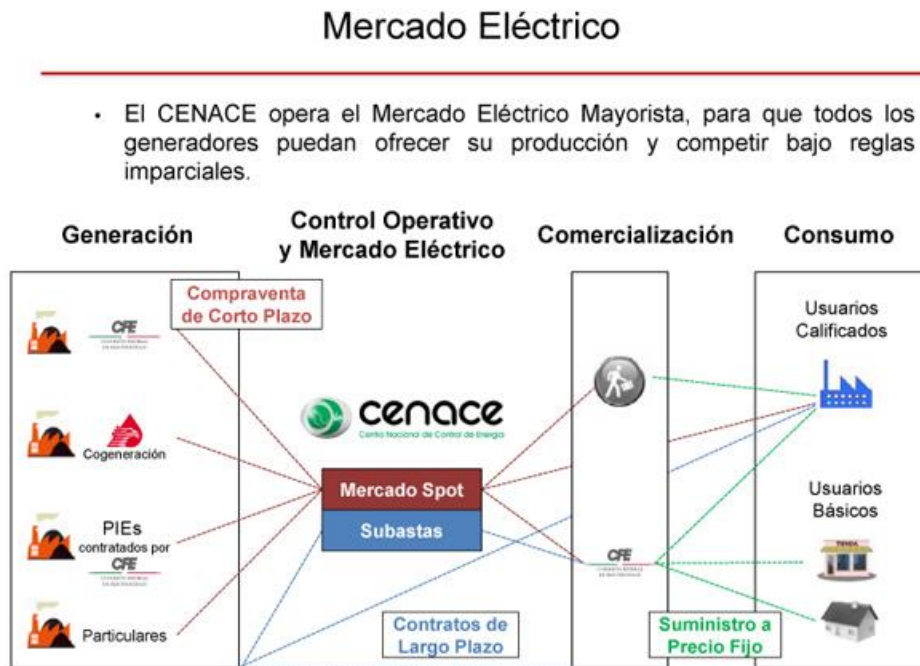 Mercado Eléctrico
• El CENACE opera el Mercado Eléctrico Mayorista, para que todos los
generadores puedan ofrecer su producción y competir bajo reglas
imparciales.
Generación
Control Operativo
y Mercado Eléctrico
Comercialización
Consumo
Compraventa
de Corto Plazo
CFE
Cogeneración
PIEs
contratados por
CFE
Particulares
cenace
Centro Nacional de Control de Energía
Mercado Spot
Subastas
Contratos de
Largo Plazo
CFE
Suministro a
Precio Fijo
Usuarios
Calificados
Usuarios
Básicos
TIENDA